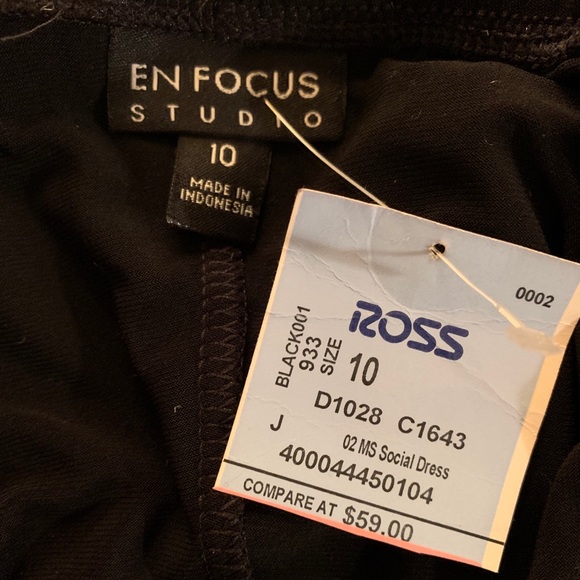 EN FOCUS
STUDIO
10
MADE IN
INDONESIA
0002
ROSS
BLACK001
933
SIZE
10
D1028 C1643
J
02 MS Social Dress
400044450104
COMPARE AT $59.00